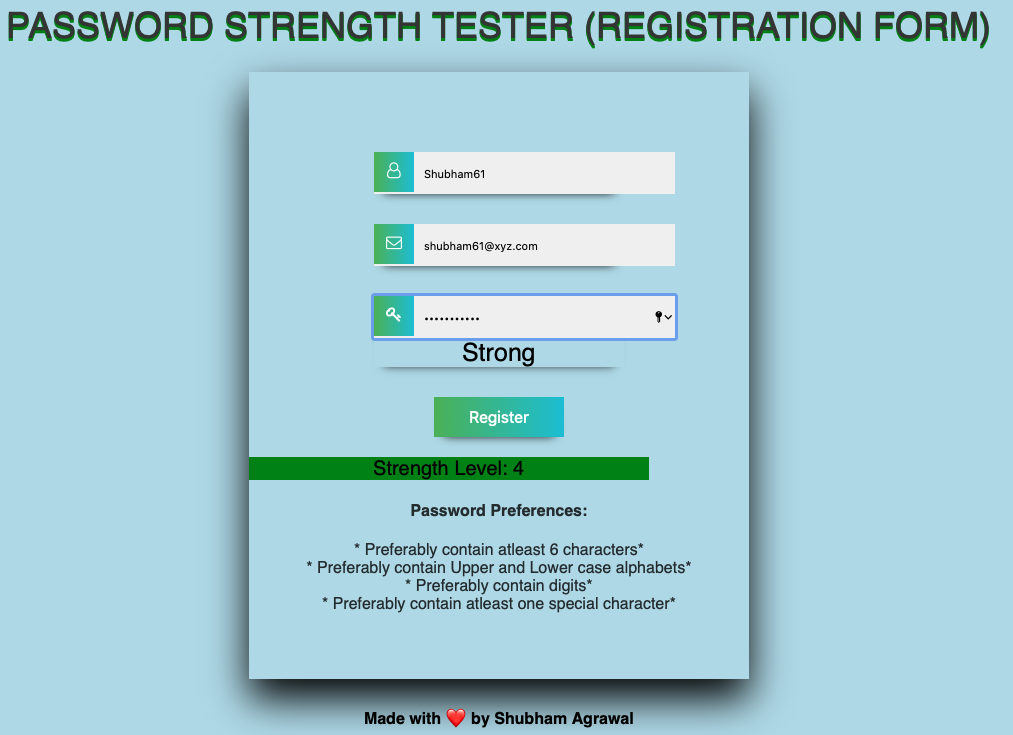 PASSWORD STRENGTH TESTER (REGISTRATION FORM)
Shubham61
shubham61@xyz.com
•••••••••••
Strong
Register
Strength Level: 4
Password Preferences:
* Preferably contain atleast 6 characters*
* Preferably contain Upper and Lower case alphabets*
* Preferably contain digits*
* Preferably contain atleast one special character*
Made with ❤️ by Shubham Agrawal